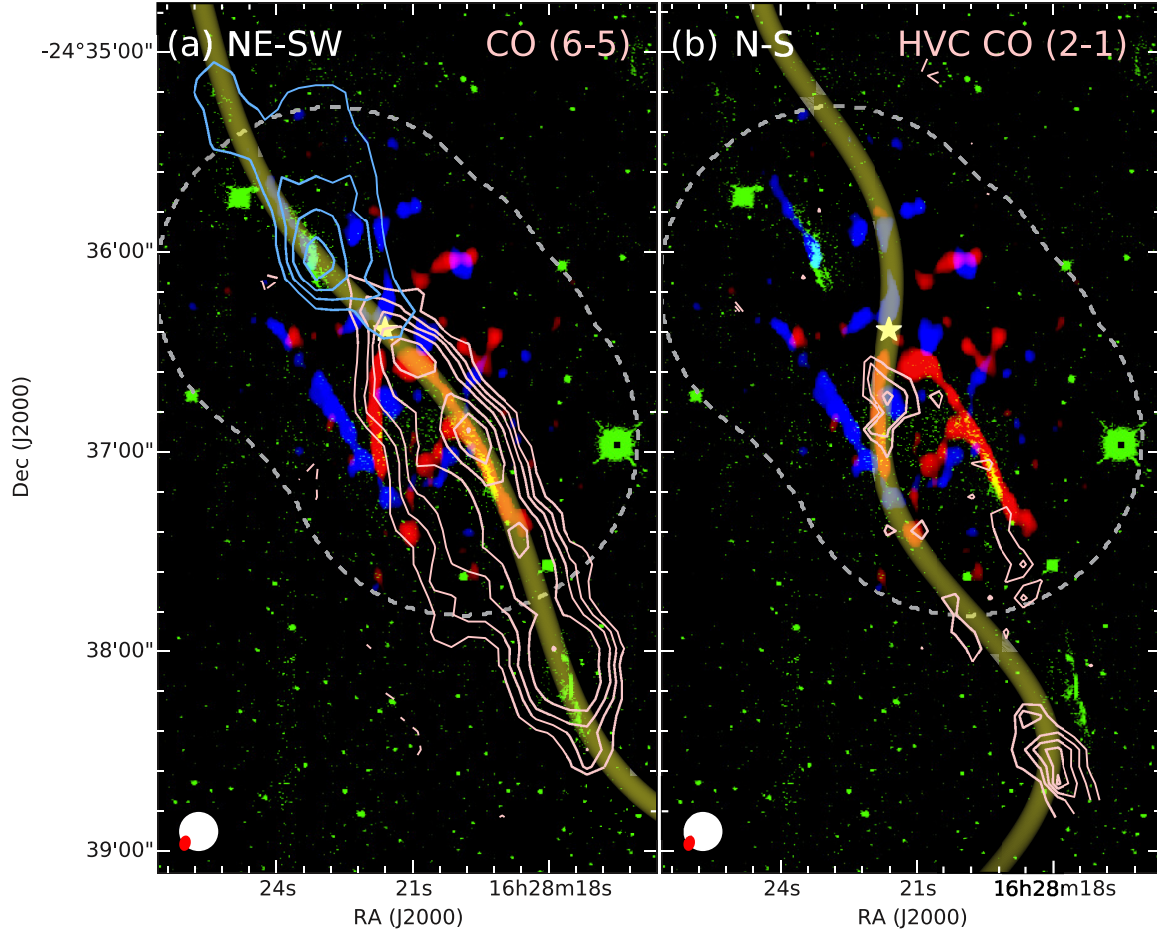 (a) NE-SW CO (6-5)
(b) N-S HVC CO (2-1)
-24°35'00"
36'00"
37'00"
38'00"
39'00"
Dec (J2000)
24s 21s 16h28m18s
24s 21s 16h28m18s
RA (J2000)
RA (J2000)